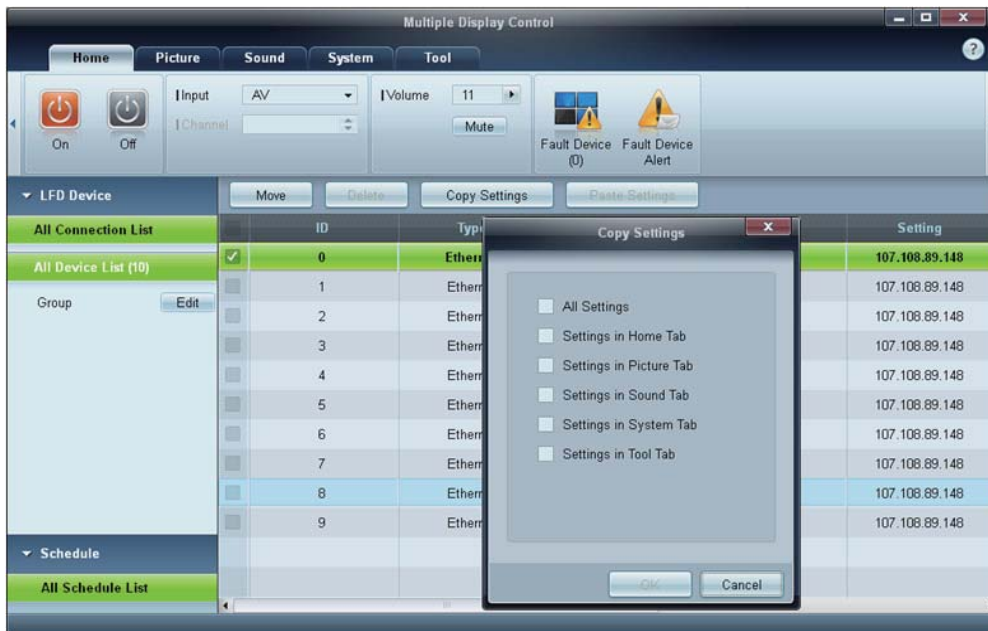 Multiple Display Control
Home Picture Sound System Tool
?
Input AV
Channel
Volume 11
Mute
On Off
Fault Device (0)
Fault Device Alert
LFD Device
All Connection List
All Device List (10)
Group Edit
Schedule
All Schedule List
Move Delete Copy Settings Paste Settings
ID Setting
0 107.108.89.148
1 107.108.89.148
2 107.108.89.148
3 107.108.89.148
4 107.108.89.148
5 107.108.89.148
6 107.108.89.148
7 107.108.89.148
8 107.108.89.148
9 107.108.89.148
Copy Settings
All Settings
Settings in Home Tab
Settings in Picture Tab
Settings in Sound Tab
Settings in System Tab
Settings in Tool Tab
OK Cancel